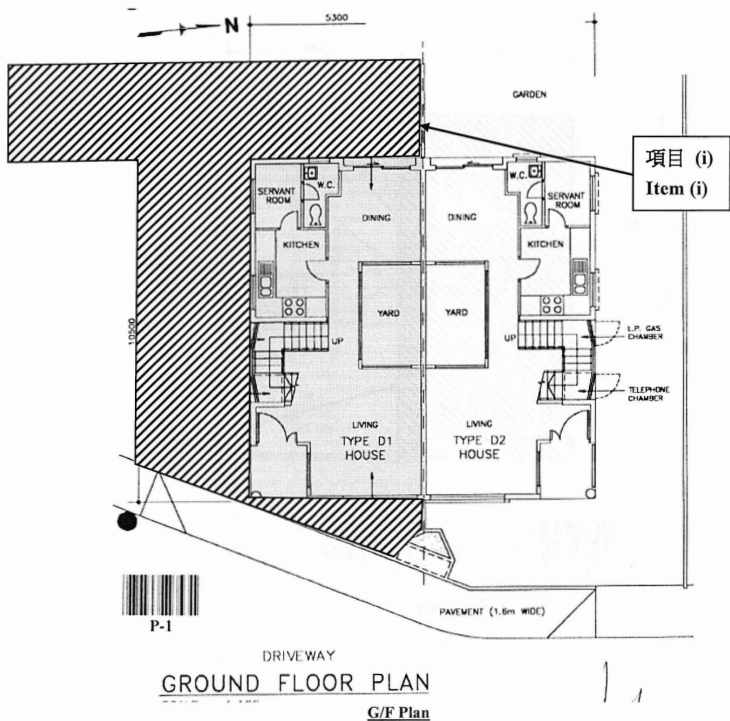 N
5300
GARDEN
項目 (i)
Item (i)
SERVANT
ROOM
W.C.
DINING
DINING
W.C.
SERVANT
ROOM
KITCHEN
KITCHEN
YARD
YARD
10500
UP
UP
L.P. GAS
CHAMBER
TELEPHONE
CHAMBER
LIVING
TYPE D1
HOUSE
LIVING
TYPE D2
HOUSE
P-1
PAVEMENT (1.6m WIDE)
DRIVEWAY
GROUND FLOOR PLAN
G/F Plan